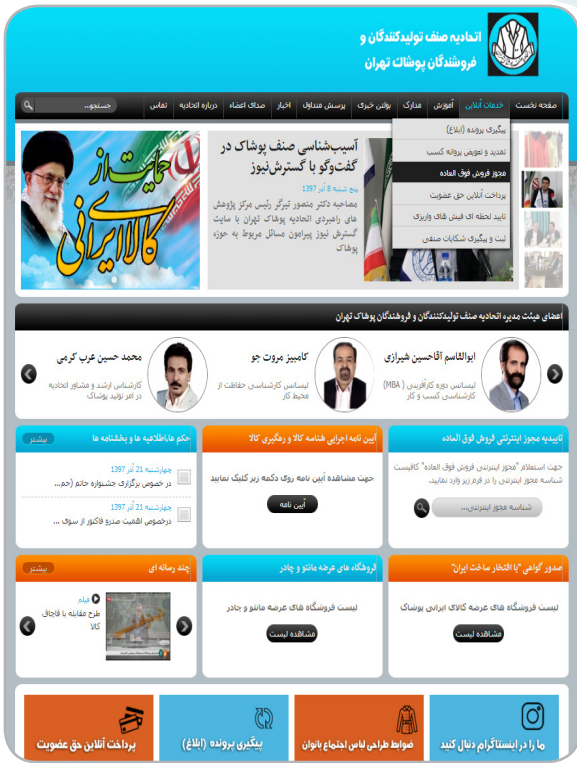 اتحادیه صنف تولیدکنندگان و
فروشندگان پوشاک تهران
صفحه نخست
خدمات آنلاین
آموزش
مدارک
بولتن خبری
پرسش متداول
اخبار
صدای اعضاء
درباره اتحادیه
تماس
جستجو...
پیگیری پرونده (ابلاغ)
تمدید و تعویض پروانه کسب
مجوز فروش فوق العاده
پرداخت آنلاین حق عضویت
تایید لحظه ای فیش های واریزی
ثبت و پیگیری شکایات صنفی
آسیب‌شناسی صنف پوشاک در
گفت‌وگو با گسترش‌نیوز
پنج شنبه 8 آذر 1397
مصاحبه دکتر منصور تیرگر رئیس مرکز پژوهش
های راهبردی اتحادیه پوشاک تهران با سایت
گسترش نیوز پیرامون مسائل مربوط به حوزه
پوشاک
حمایت از
کالا ایرانی
اعضای هیئت مدیره اتحادیه صنف تولیدکنندگان و فروشندگان پوشاک تهران
ابوالقاسم آقاحسین شیرازی
لیسانس دوره کارآفرینی ( MBA)
کارشناسی کسب و کار
کامبیز مروت جو
لیسانس کارشناسی حفاظت از
محیط کار
محمد حسین عرب کرمی
کارشناس ارشد و مشاور اتحادیه
در امر تولید پوشاک
تاییدیه مجوز اینترنتی فروش فوق العاده
جهت استعلام "مجوز اینترنتی فروش فوق العاده" کافیست
شناسه مجوز اینترنتی را در فرم زیر وارد نمایید.
شناسه مجوز اینترنتی...
آیین نامه اجرایی شناسه کالا و رهگیری کالا
جهت مشاهده آیین نامه روی دکمه زیر کلیک نمایید
آیین نامه
حکم ها،اطلاعیه ها و بخشنامه ها
بیشتر
چهارشنبه 21 آذر 1397
در خصوص برگزاری جشنواره حاتم (حم...
چهارشنبه 21 آذر 1397
درخصوص اهمیت صدرو فاکتور از سوی ...
صدور گواهی "با افتخار ساخت ایران"
لیست فروشگاه های عرضه کالای ایرانی پوشاک
مشاهده لیست
فروشگاه های عرضه مانتو و چادر
لیست فروشگاه های عرضه مانتو و چادر
مشاهده لیست
چند رسانه ای
بیشتر
فیلم
طرح مقابله با قاچاق
کالا
ما را در اینستاگرام دنبال کنید
ضوابط طراحی لباس اجتماع بانوان
پیگیری پرونده (ابلاغ)
پرداخت آنلاین حق عضویت